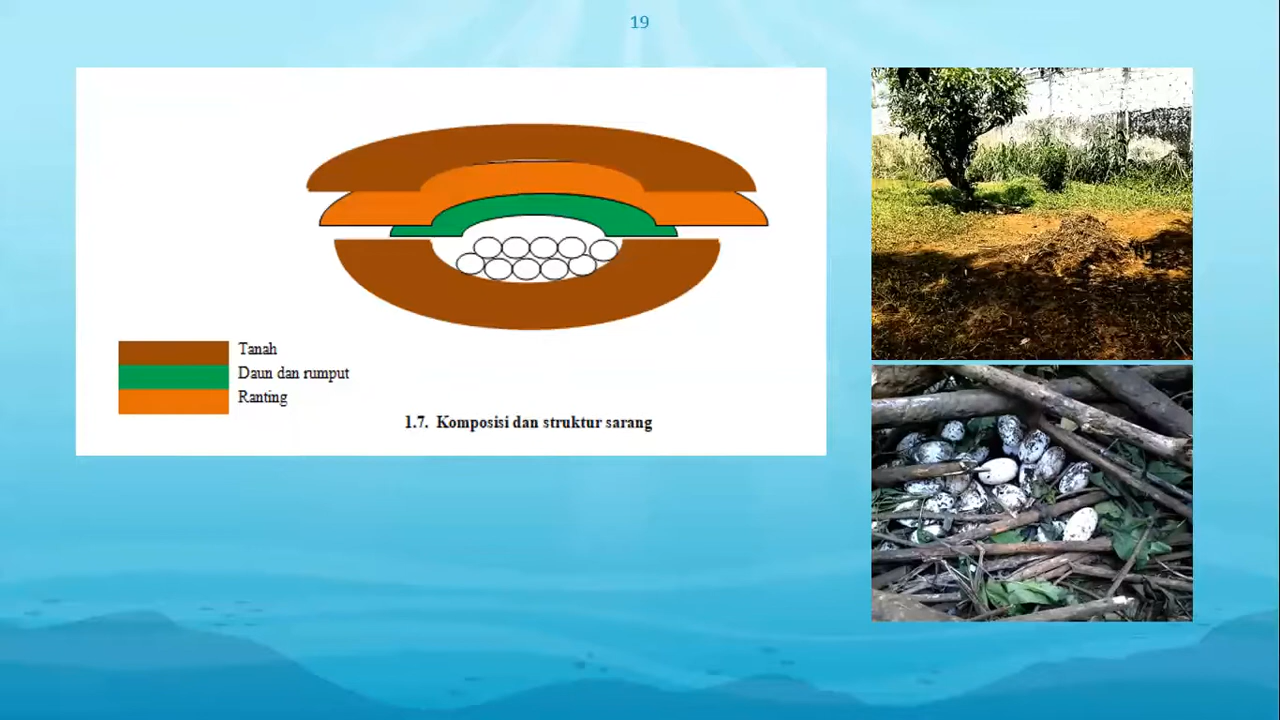 19
Tanah
Daun dan rumput
Ranting
1.7. Komposisi dan struktur sarang